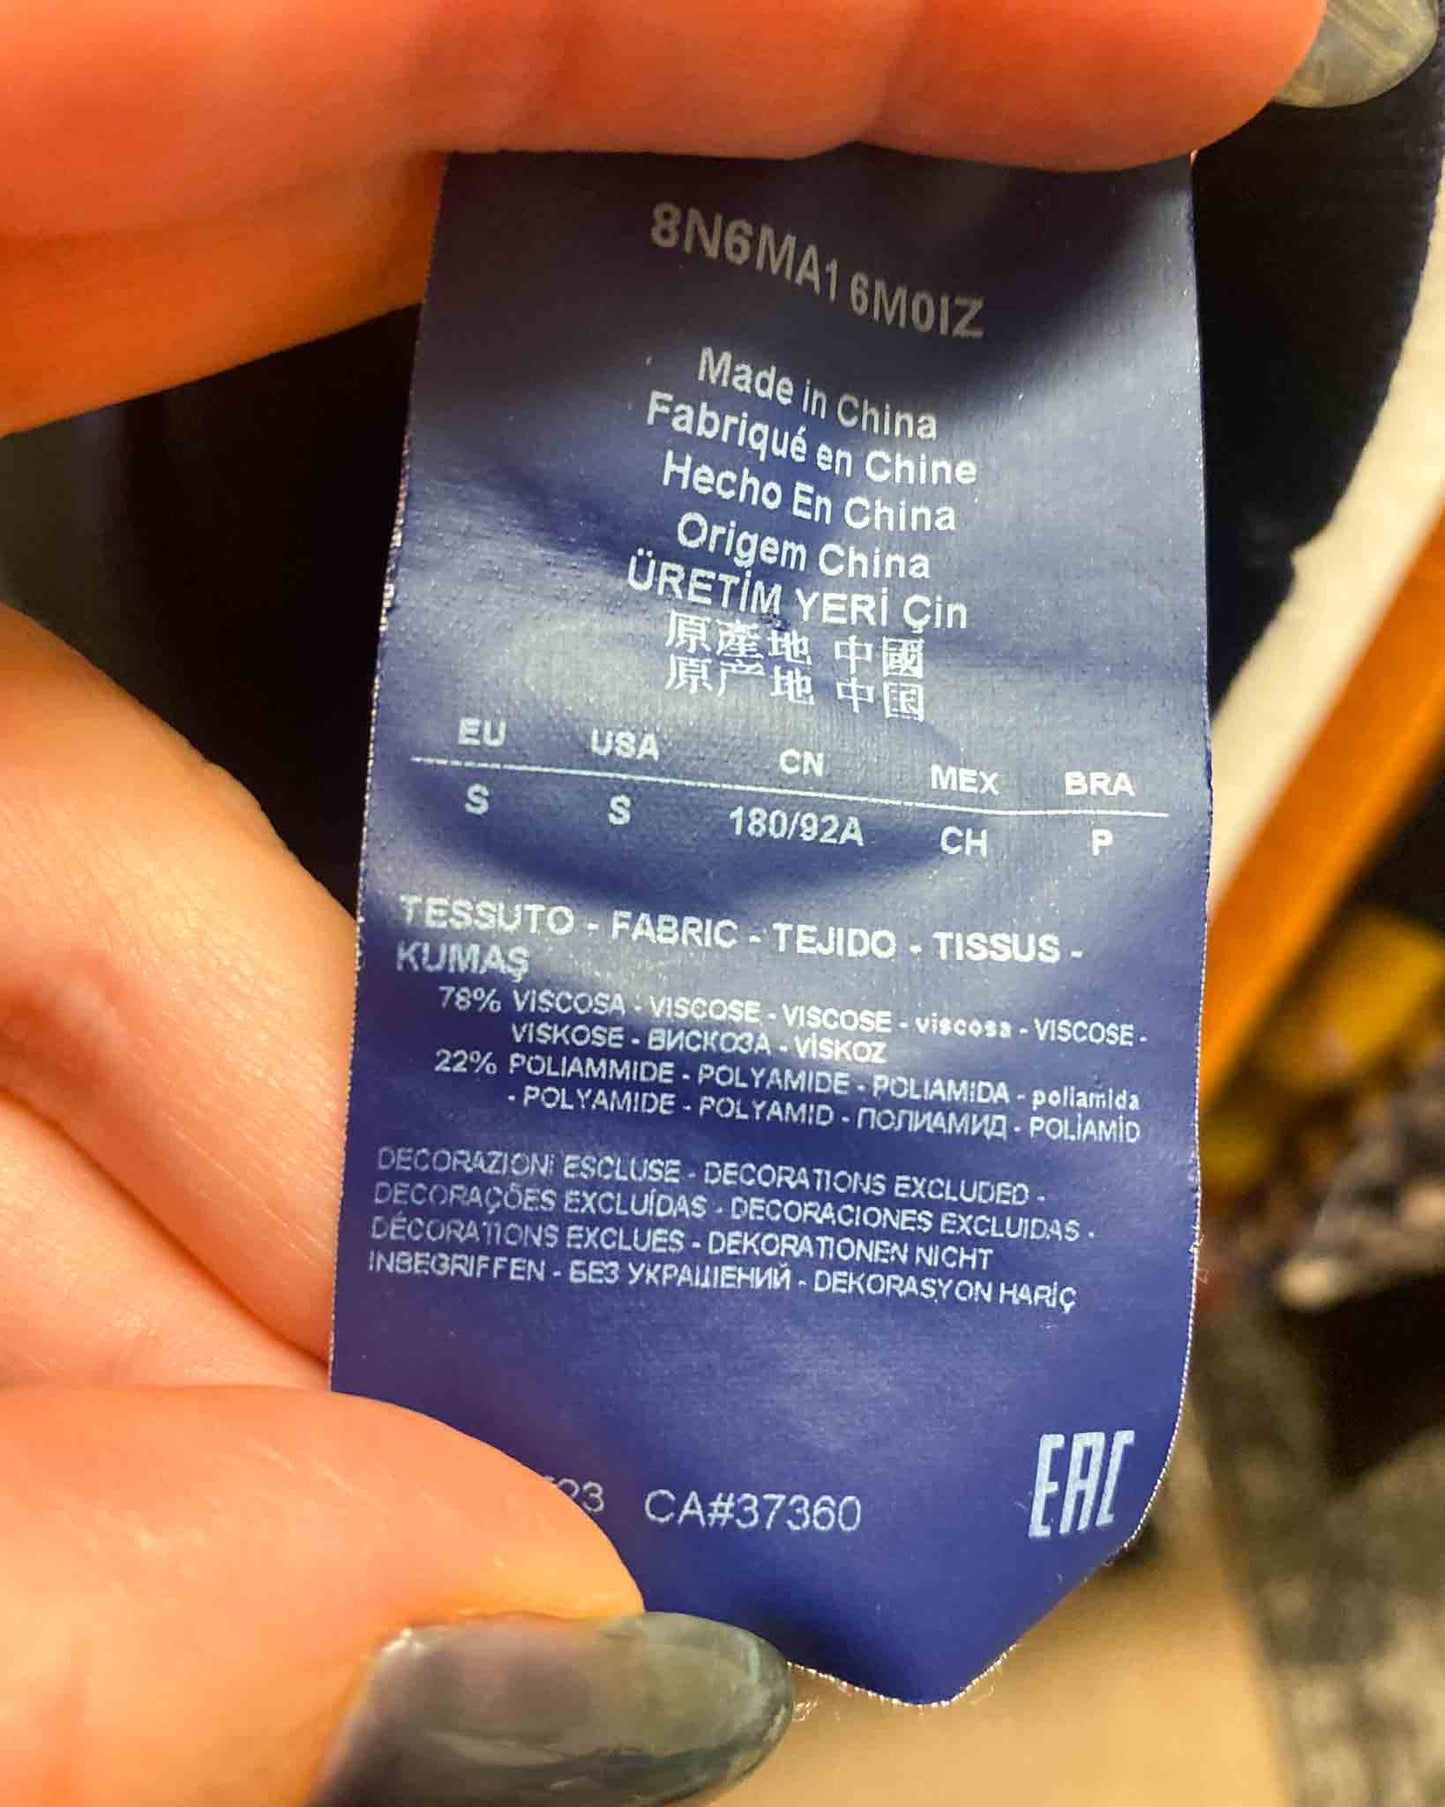 8N6MA16M0IZ
Made in China
Fabriqué en Chine
Hecho En China
Origem China
ÜRETİM YERİ Çin
原產地 中國
原产地 中国
EU USA CN MEX BRA
S S 180/92A CH P
TESSUTO - FABRIC - TEJIDO - TISSUS -
KUMAŞ
78% VISCOSA - VISCOSE - VISCOSE - viscosa - VISCOSE -
VISKOSE - ВИСКОЗА - VİSKOZ
22% POLIAMMIDE - POLYAMIDE - POLIAMIDA - poliamida
- POLYAMIDE - POLYAMID - ПОЛИАМИД - POLİAMİD
DECORAZIONI ESCLUSE - DECORATIONS EXCLUDED -
DECORAÇÕES EXCLUÍDAS - DECORACIONES EXCLUIDAS -
DÉCORATIONS EXCLUES - DEKORATIONEN NICHT
INBEGRIFFEN - БЕЗ УКРАШЕНИЙ - DEKORASYON HARİÇ
CA#37360
EAC